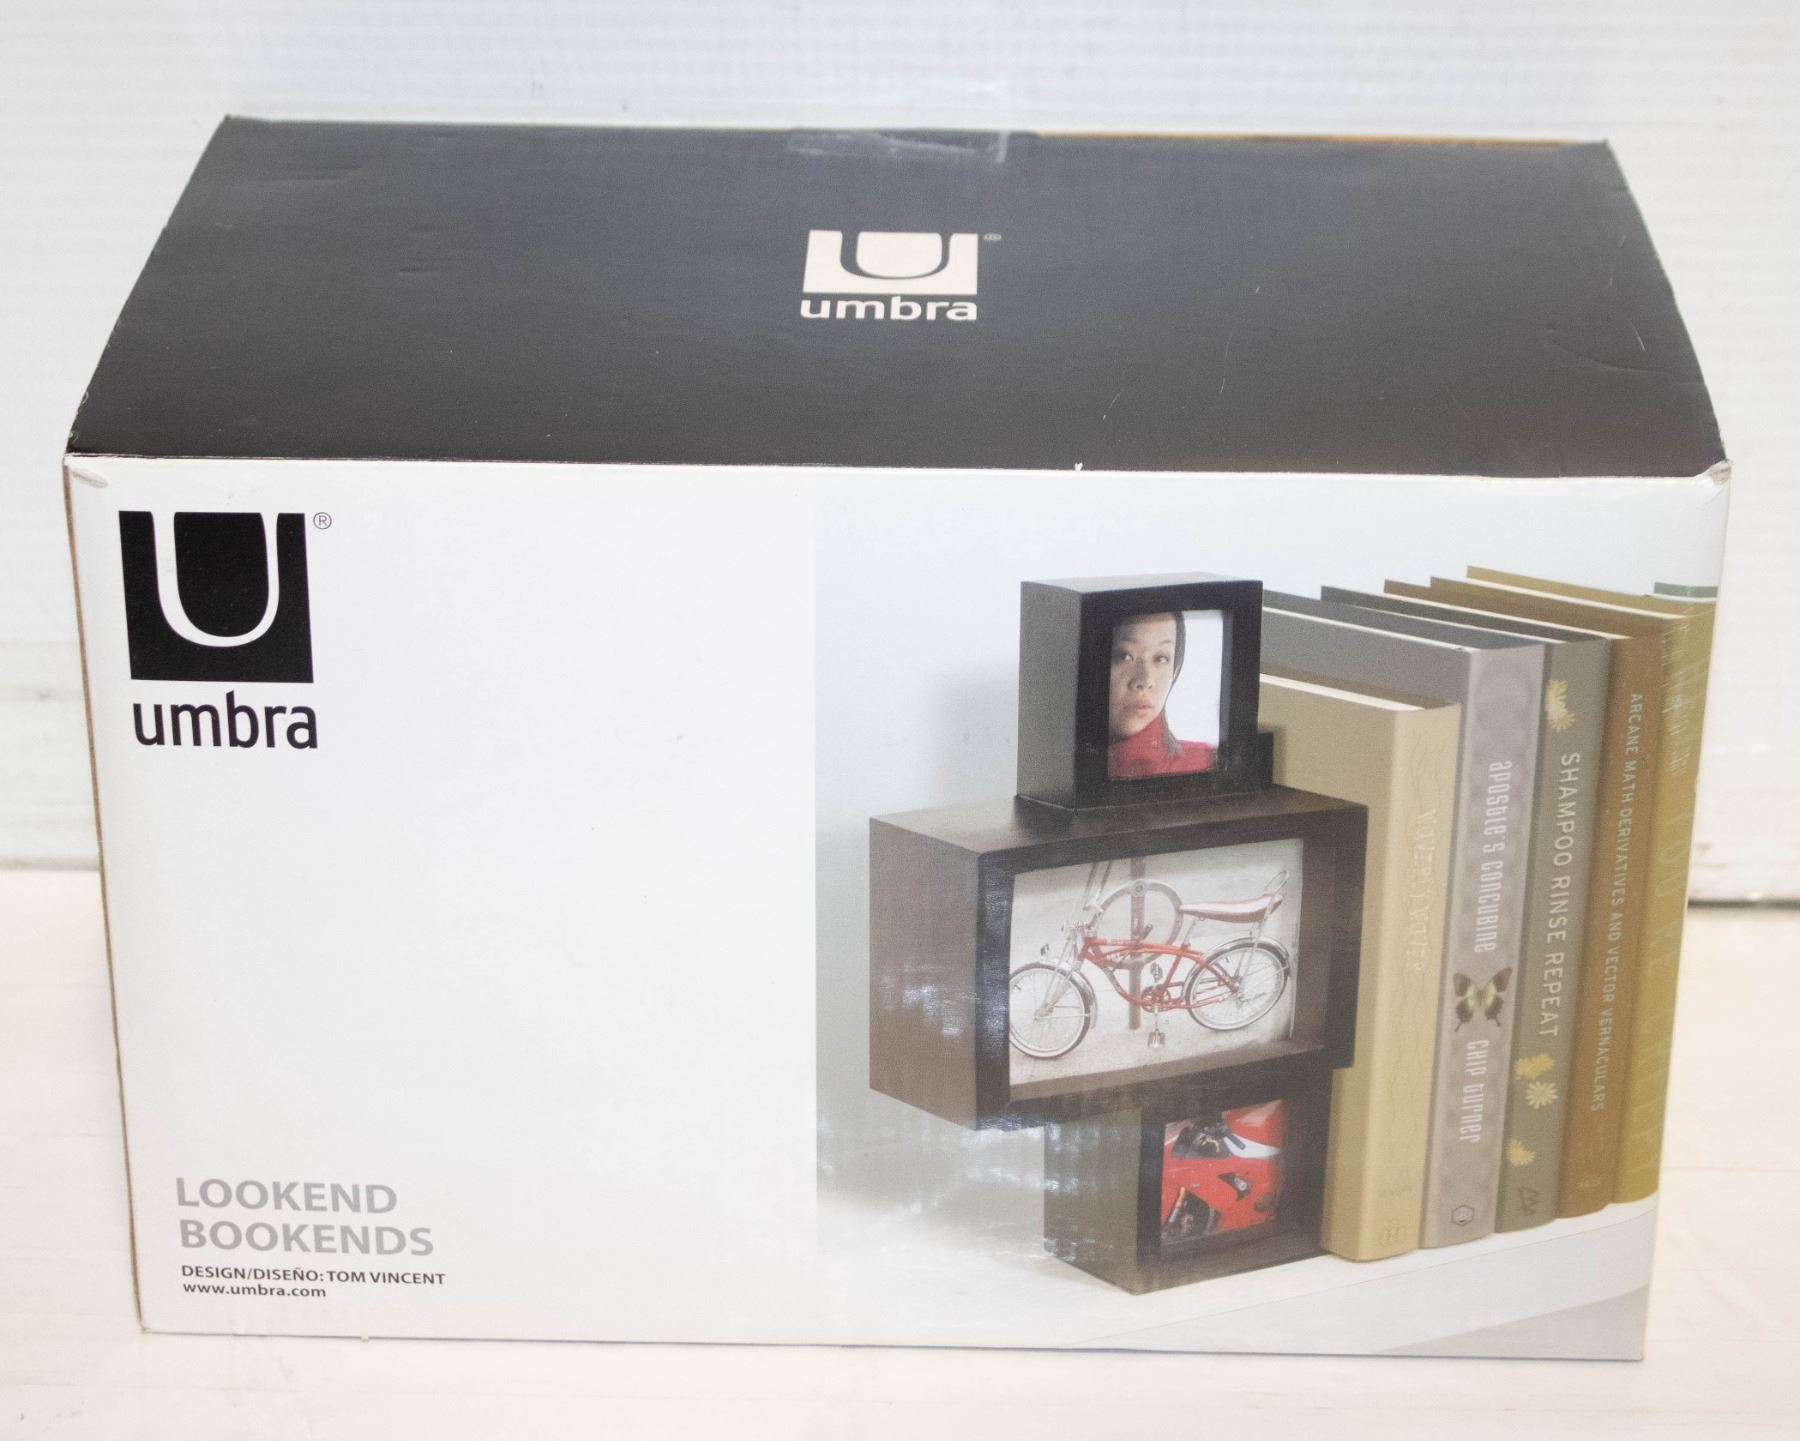 umbra
®
umbra
LOOKEND
BOOKENDS
DESIGN/DISEÑO: TOM VINCENT
www.umbra.com
apostle's concubine
chip turner
SHAMPOO RINSE REPEAT
ARCANE MATH DERIVATIVES AND VECTOR VERNACULARS